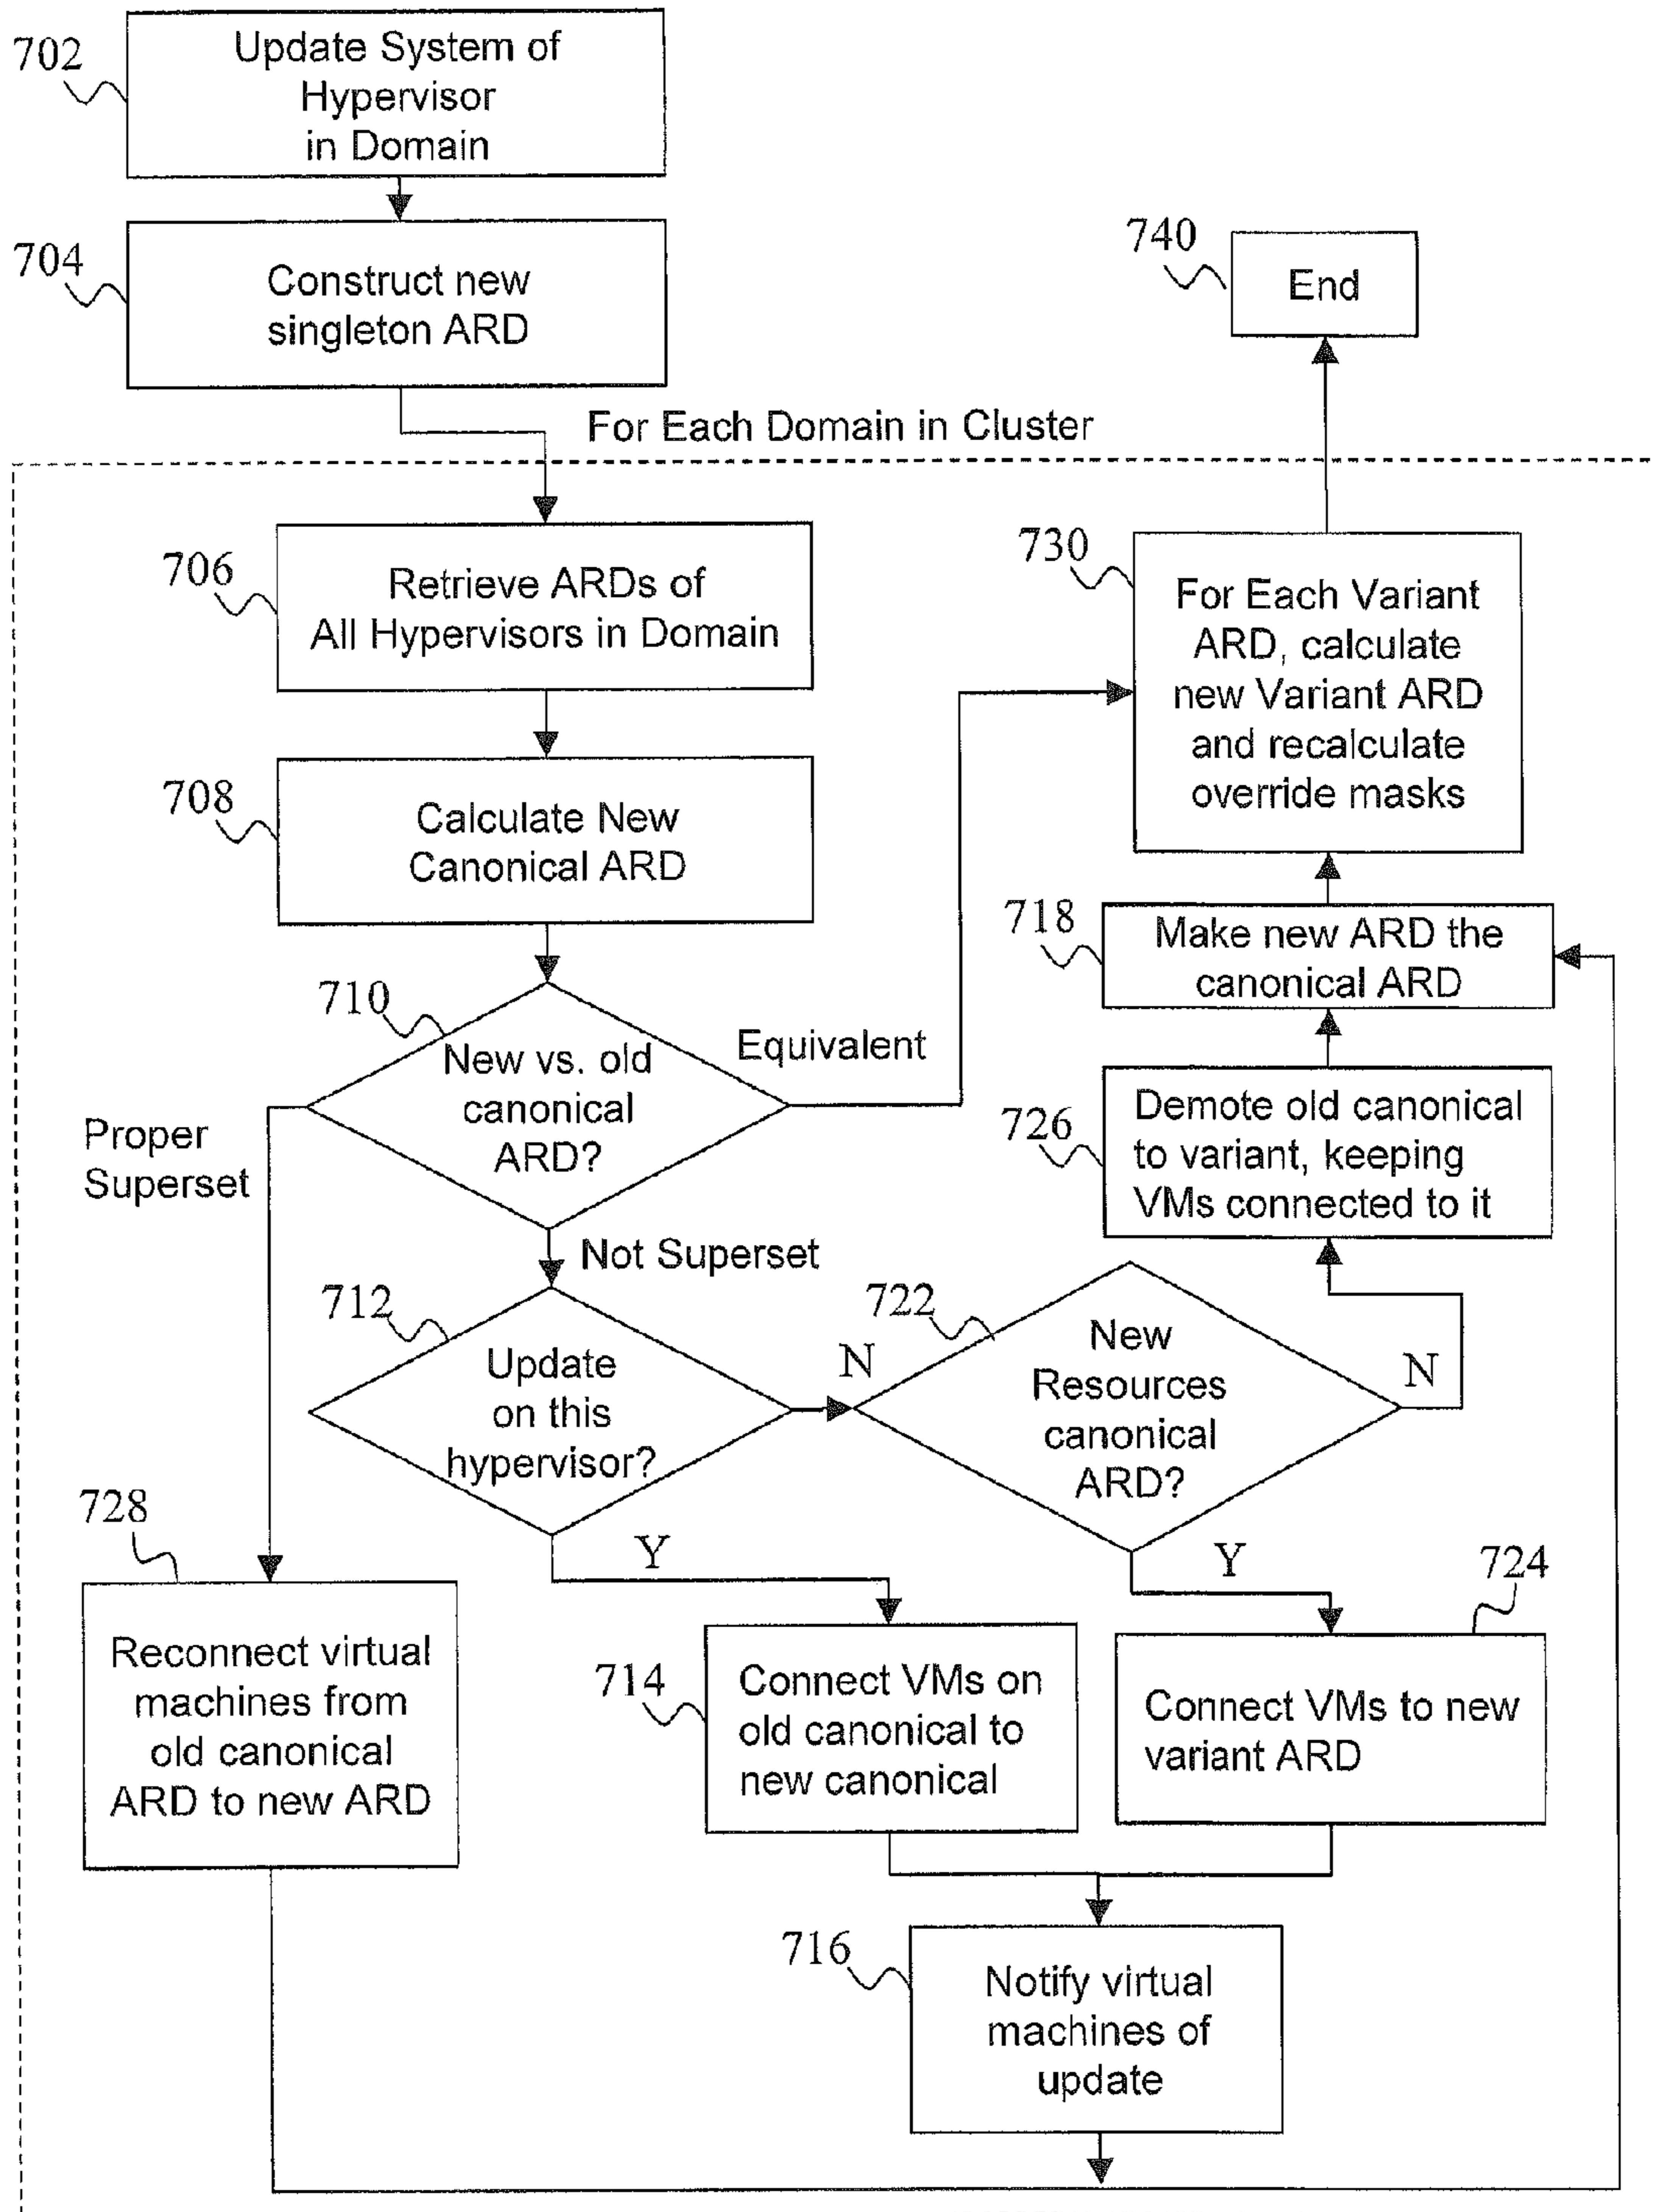 702
Update System of
Hypervisor
in Domain
704
Construct new
singleton ARD
740
End
For Each Domain in Cluster
706
Retrieve ARDs of
All Hypervisors in Domain
730
For Each Variant
ARD, calculate
new Variant ARD
and recalculate
override masks
708
Calculate New
Canonical ARD
718
Make new ARD the
canonical ARD
710
New vs. old
canonical
ARD?
Equivalent
Proper
Superset
Not Superset
726
Demote old canonical
to variant, keeping
VMs connected to it
712
Update
on this
hypervisor?
N
Y
722
New
Resources
canonical
ARD?
N
Y
728
Reconnect virtual
machines from
old canonical
ARD to new ARD
714
Connect VMs on
old canonical to
new canonical
724
Connect VMs to new
variant ARD
716
Notify virtual
machines of
update